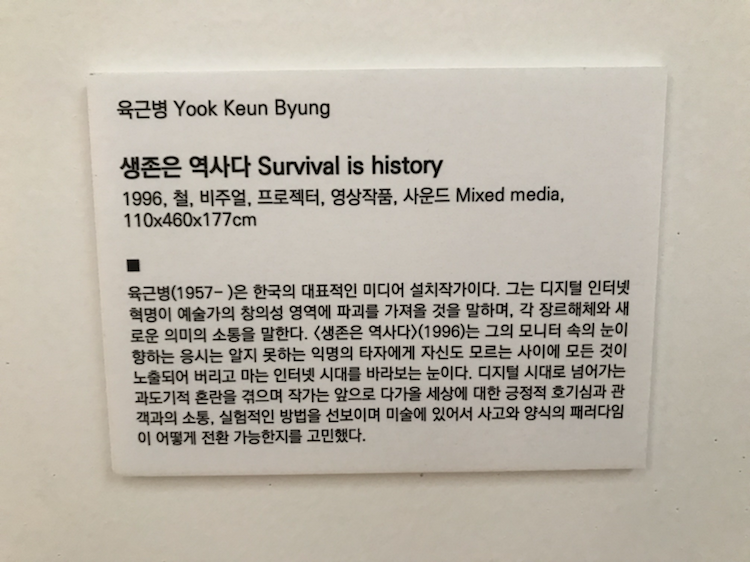 육근병 Yook Keun Byung
생존은 역사다 Survival is history
1996, 철, 비주얼, 프로젝터, 영상작품, 사운드 Mixed media,
110x460x177cm
■
육근병(1957- )은 한국의 대표적인 미디어 설치작가이다. 그는 디지털 인터넷
혁명이 예술가의 창의성 영역에 파괴를 가져올 것을 말하며, 각 장르해체와 새
로운 의미의 소통을 말한다. 〈생존은 역사다〉(1996)는 그의 모니터 속의 눈이
향하는 응시는 알지 못하는 익명의 타자에게 자신도 모르는 사이에 모든 것이
노출되어 버리고 마는 인터넷 시대를 바라보는 눈이다. 디지털 시대로 넘어가는
과도기적 혼란을 겪으며 작가는 앞으로 다가올 세상에 대한 긍정적 호기심과 관
객과의 소통, 실험적인 방법을 선보이며 미술에 있어서 사고와 양식의 패러다임
이 어떻게 전환 가능한지를 고민했다.